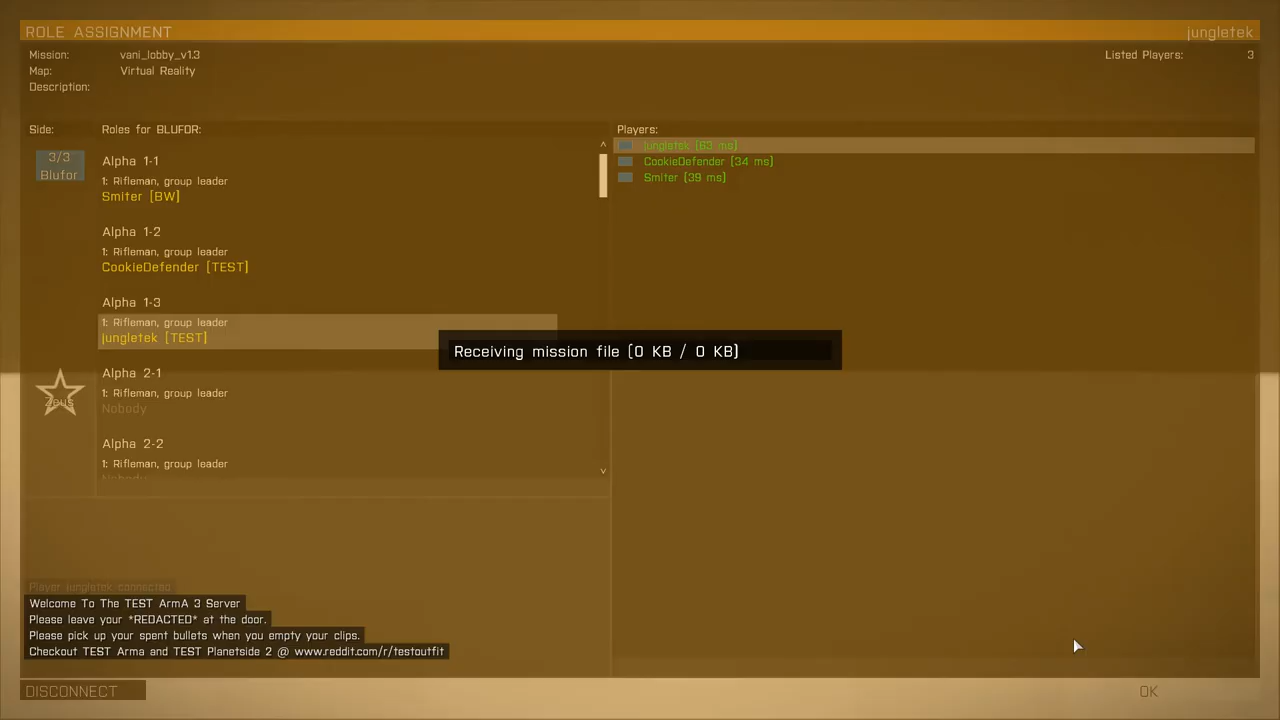 ROLE ASSIGNMENT
jungletek
Mission: vani_lobby_v1.3
Listed Players: 3
Map: Virtual Reality
Description:
Side:
Roles for BLUFOR:
Players:
3/3
Blufor
Alpha 1-1
1: Rifleman, group leader
Smiter [BW]
Alpha 1-2
1: Rifleman, group leader
CookieDefender [TEST]
Alpha 1-3
1: Rifleman, group leader
jungletek [TEST]
Alpha 2-1
1: Rifleman, group leader
Nobody
Alpha 2-2
1: Rifleman, group leader
Nobody
Zeus
jungletek (63 ms)
CookieDefender (34 ms)
Smiter (39 ms)
Receiving mission file (0 KB / 0 KB)
Player jungletek connected
Welcome To The TEST ArmA 3 Server
Please leave your *REDACTED* at the door.
Please pick up your spent bullets when you empty your clips.
Checkout TEST Arma and TEST Planetside 2 @ www.reddit.com/r/testoutfit
DISCONNECT
OK